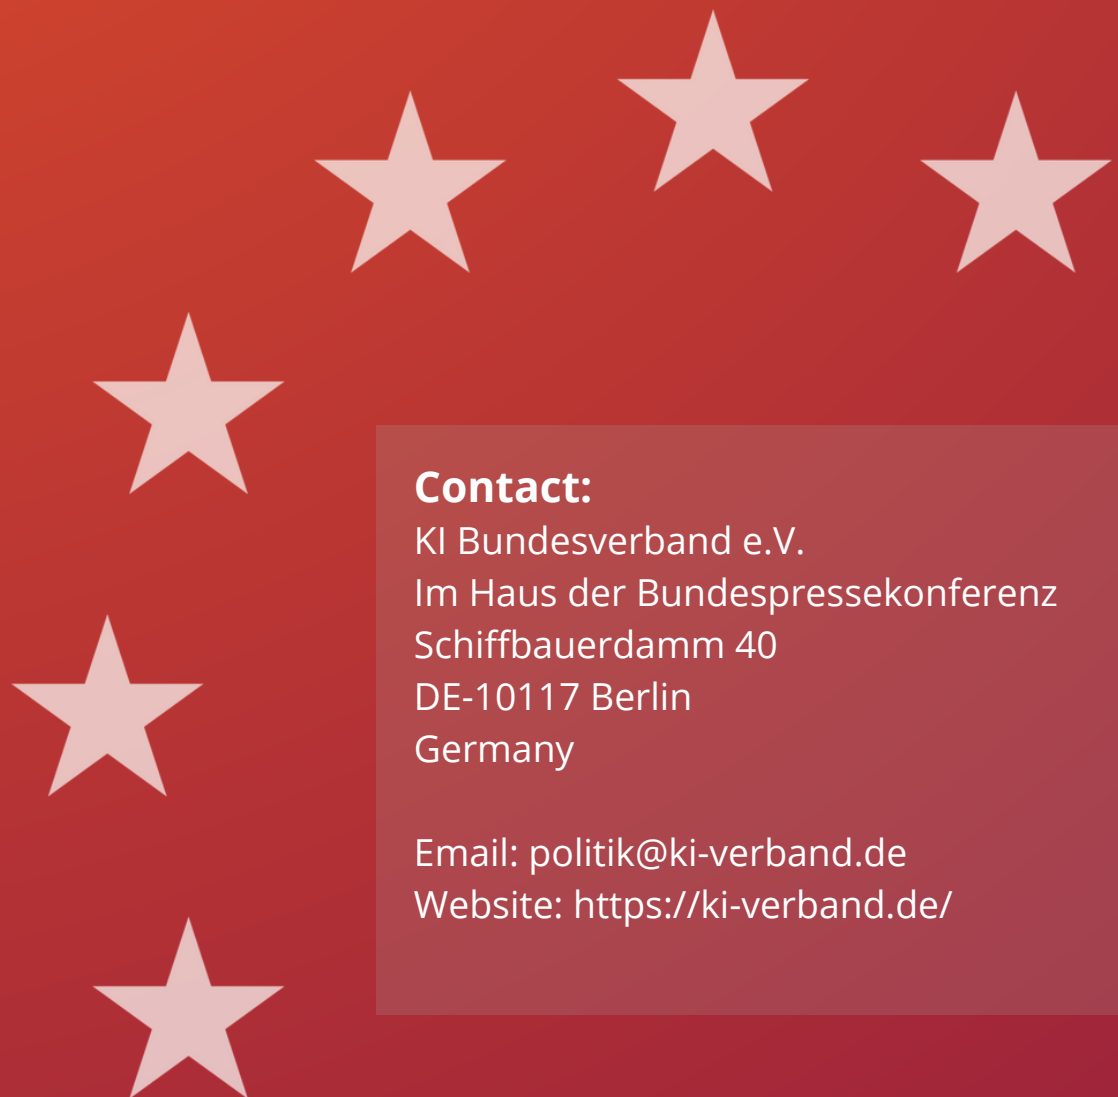 Contact:
KI Bundesverband e.V.
Im Haus der Bundespressekonferenz
Schiffbauerdamm 40
DE-10117 Berlin
Germany
Email: politik@ki-verband.de
Website: https://ki-verband.de/